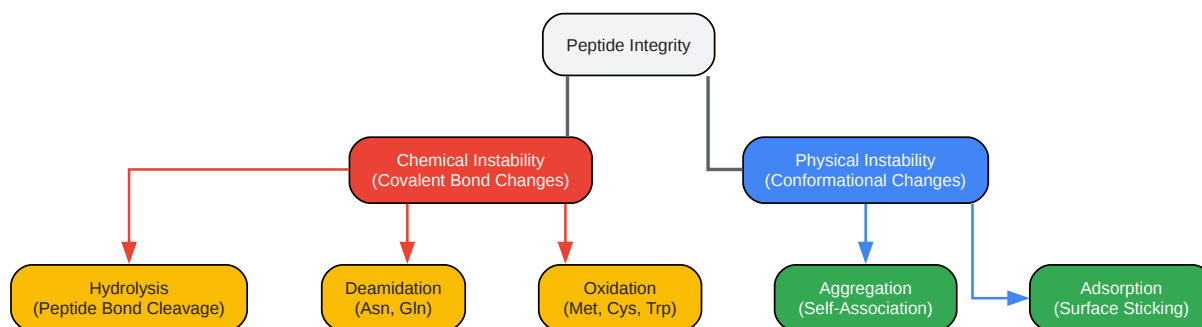 Peptide Integrity
Chemical Instability
(Covalent Bond Changes)
Physical Instability
(Conformational Changes)
Hydrolysis
(Peptide Bond Cleavage)
Deamidation
(Asn, Gln)
Oxidation
(Met, Cys, Trp)
Aggregation
(Self-Association)
Adsorption
(Surface Sticking)